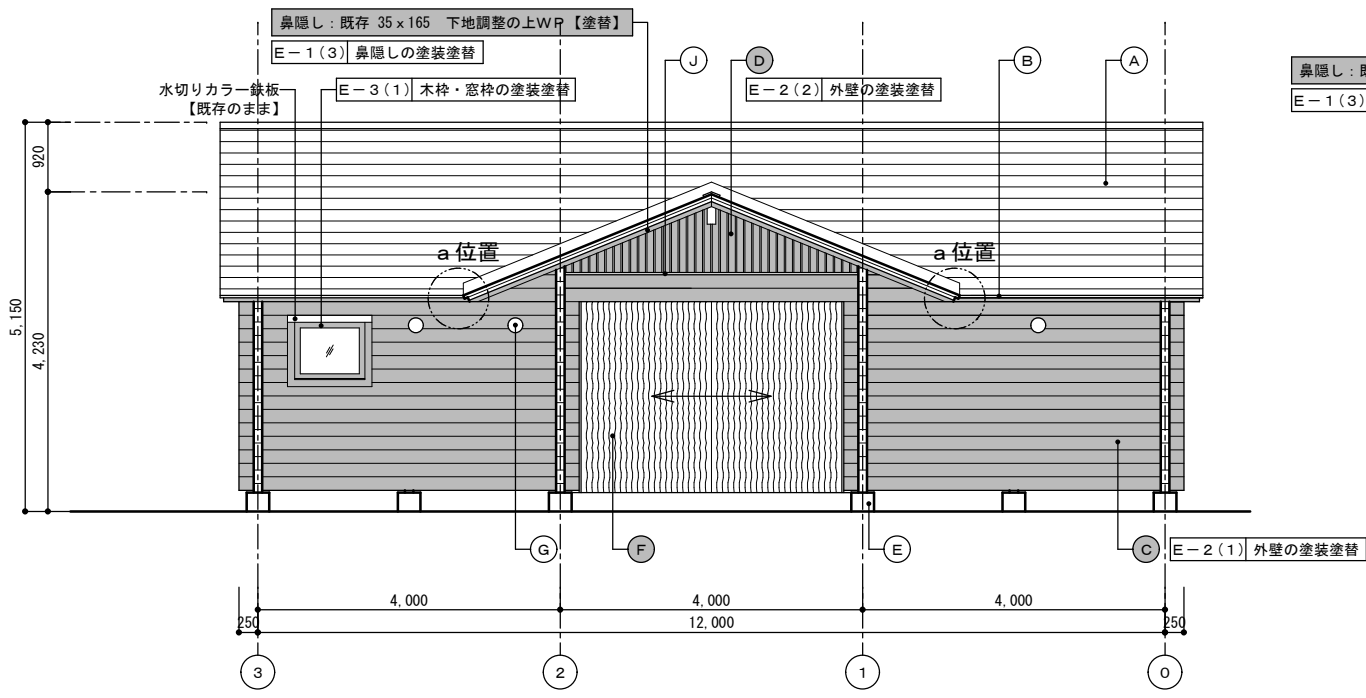 鼻隠し：既存 35 x 165　下地調整の上WP【塗替】
E－1(3) 鼻隠しの塗装塗替
J
D
B
A
鼻隠し：既
E－1(3)
水切りカラー鉄板
【既存のまま】
E－3(1) 木枠・窓枠の塗装塗替
E－2(2) 外壁の塗装塗替
920
5,150
4,230
a 位置
a 位置
G
F
E
C
E－2(1) 外壁の塗装塗替
4,000
4,000
4,000
250
12,000
250
3
2
1
0